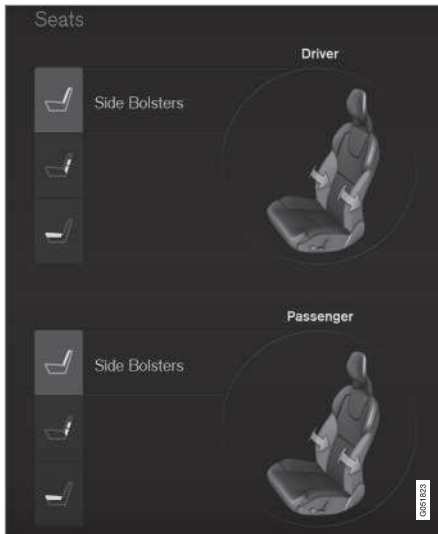 Seats
Driver
Side Bolsters
Passenger
Side Bolsters
G051823